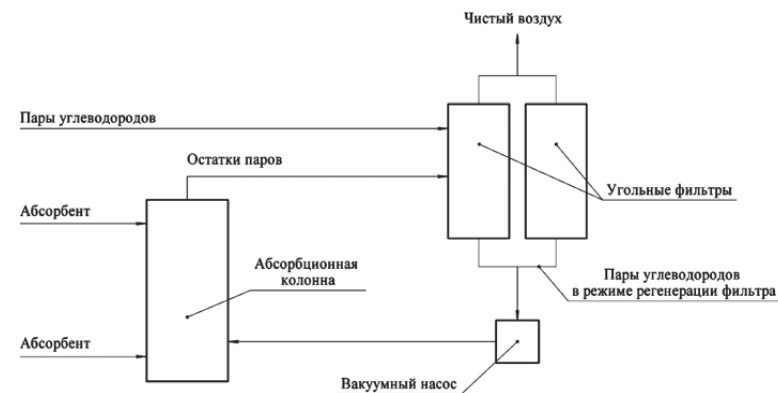 Чистый воздух
Пары углеводородов
Остатки паров
Угольные фильтры
Абсорбент
Абсорбционная
колонна
Пары углеводородов
в режиме регенерации фильтра
Абсорбент
Вакуумный насос